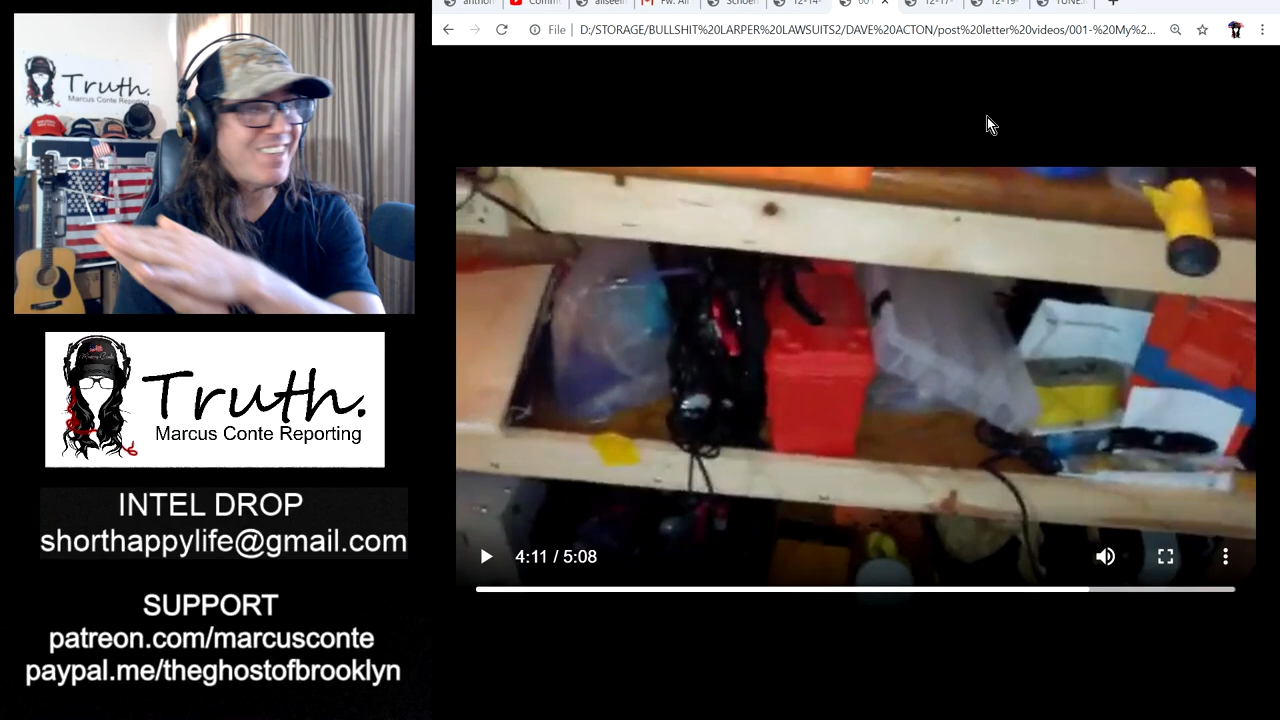 Truth.
Marcus Conte Reporting
File
D:/STORAGE/BULLSHIT%20LARPER%20LAWSUITS2/DAVE%20ACTON/post%20letter%20videos/001-%20My%2...
Truth.
Marcus Conte Reporting
INTEL DROP
shorthappylife@gmail.com
SUPPORT
patreon.com/marcusconte
paypal.me/theghostofbrooklyn
4:11 / 5:08